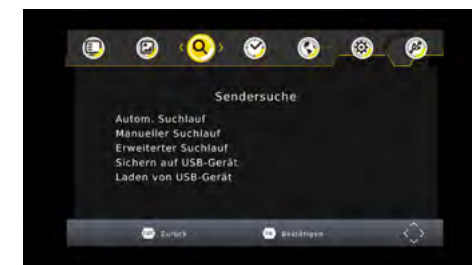 Sendersuche
Autom. Suchlauf
Manueller Suchlauf
Erweiterter Suchlauf
Sichern auf USB-Gerät
Laden von USB-Gerät
Zurück
Bestätigen